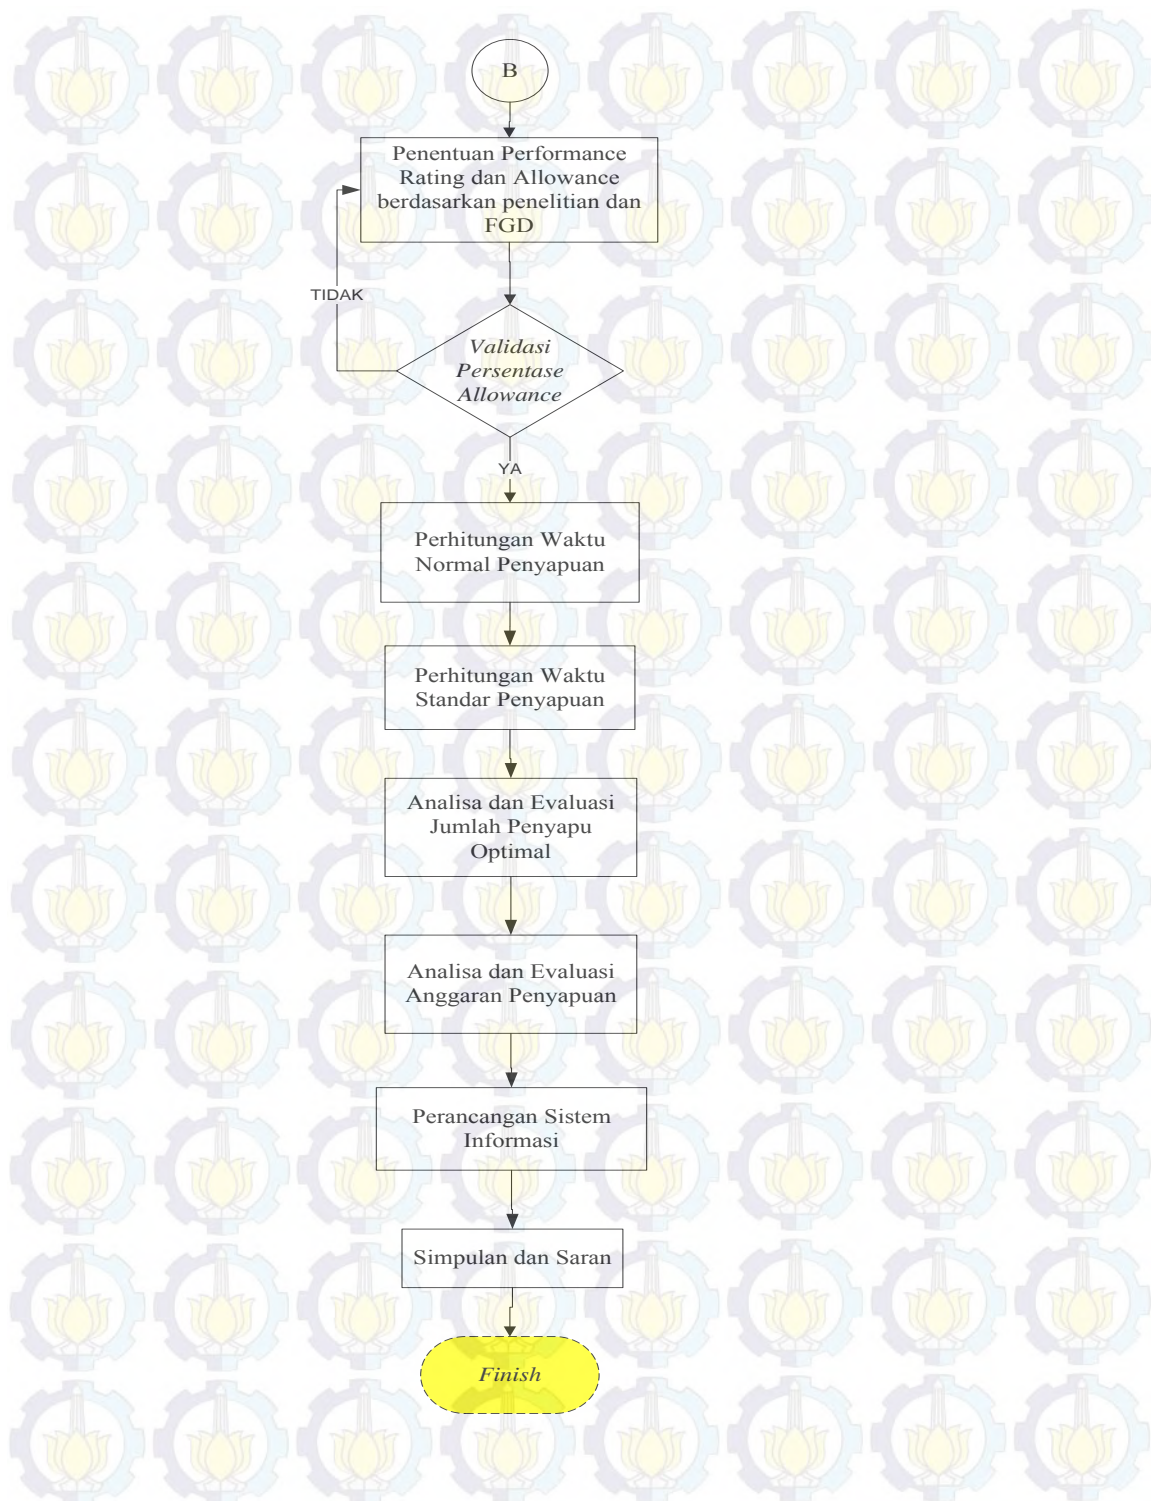 B
Penentuan Performance
Rating dan Allowance
berdasarkan penelitian dan
FGD
TIDAK
Validasi
Persentase
Allowance
YA
Perhitungan Waktu
Normal Penyapuan
Perhitungan Waktu
Standar Penyapuan
Analisa dan Evaluasi
Jumlah Penyapu
Optimal
Analisa dan Evaluasi
Anggaran Penyapuan
Perancangan Sistem
Informasi
Simpulan dan Saran
Finish